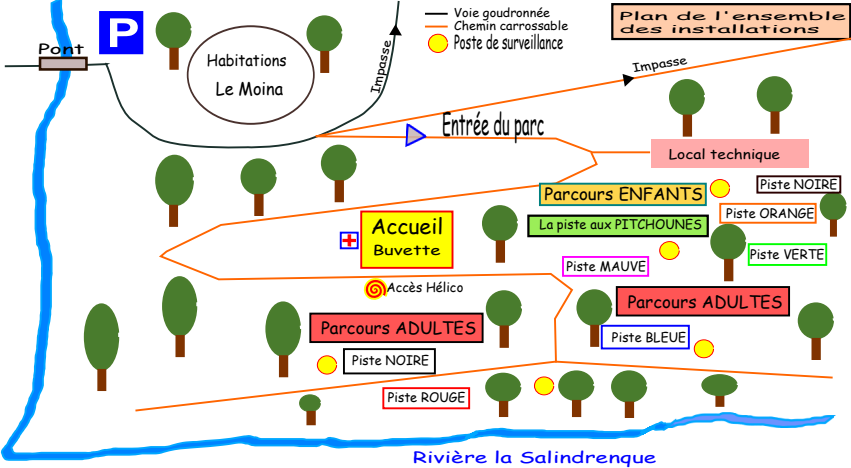 Voie goudronnée
Chemin carrossable
Poste de surveillance
Plan de l'ensemble
des installations
P
Pont
Habitations
Le Moina
Impasse
Impasse
Entrée du parc
Local technique
Parcours ENFANTS
Piste NOIRE
Piste ORANGE
La piste aux PITCHOUNES
Accueil
Buvette
Piste VERTE
Piste MAUVE
Accès Hélico
Parcours ADULTES
Parcours ADULTES
Piste BLEUE
Piste NOIRE
Piste ROUGE
Rivière la Salindrenque